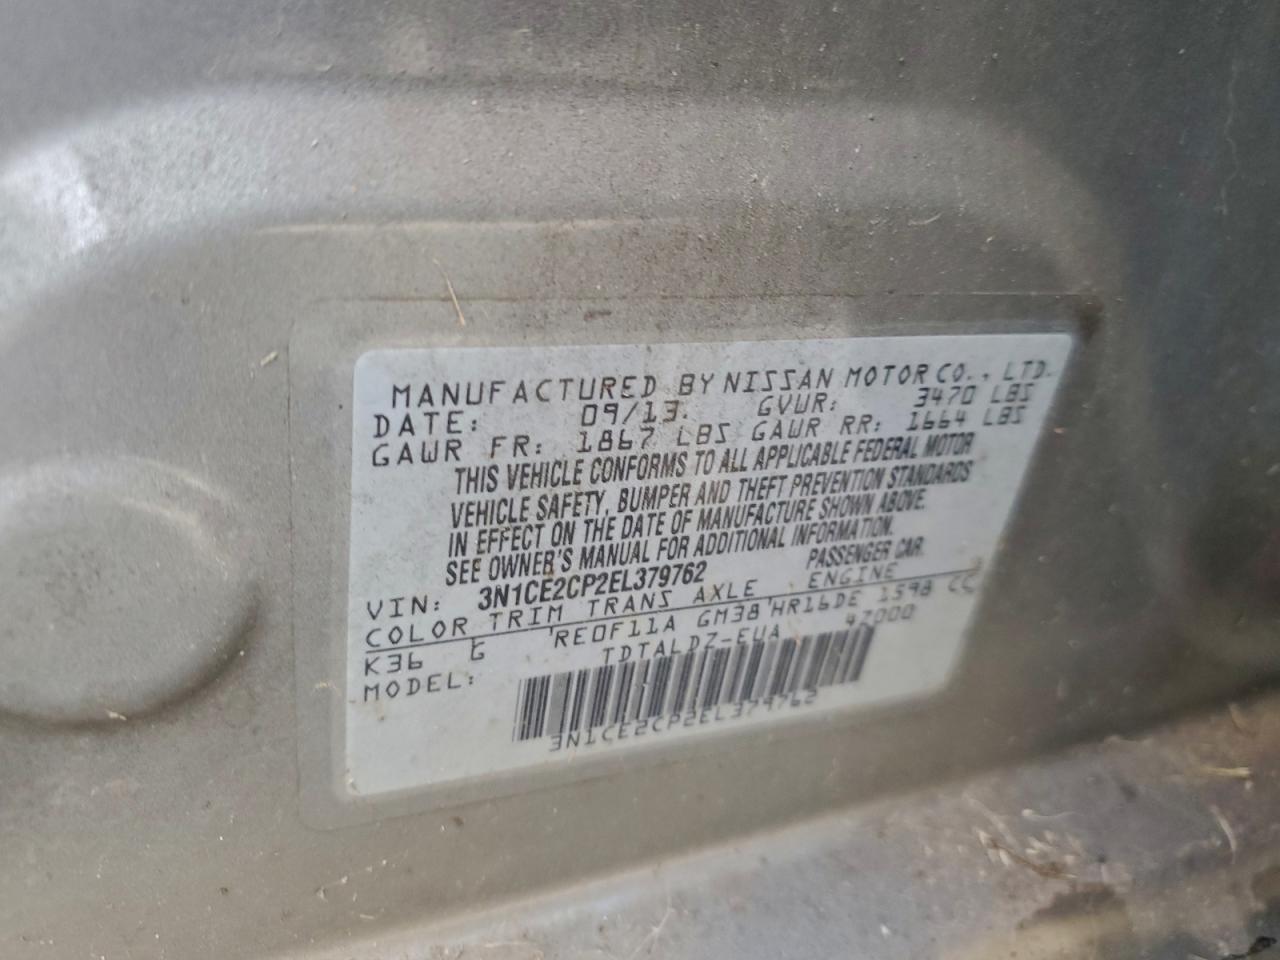 MANUFACTURED BY NISSAN MOTOR CO., LTD.
DATE: 09/13. GVWR: 3470 LBS
GAWR FR: 1867 LBS GAWR RR: 1664 LBS
THIS VEHICLE CONFORMS TO ALL APPLICABLE FEDERAL MOTOR
VEHICLE SAFETY, BUMPER AND THEFT PREVENTION STANDARDS
IN EFFECT ON THE DATE OF MANUFACTURE SHOWN ABOVE.
SEE OWNER'S MANUAL FOR ADDITIONAL INFORMATION.
VIN: 3N1CE2CP2EL379762 PASSENGER CAR.
COLOR TRIM TRANS AXLE ENGINE
K36 G RE0F11A GM38 HR16DE 1598 CC
MODEL: TDTALDZ-EUA 47000
3N1CE2CP2EL379762